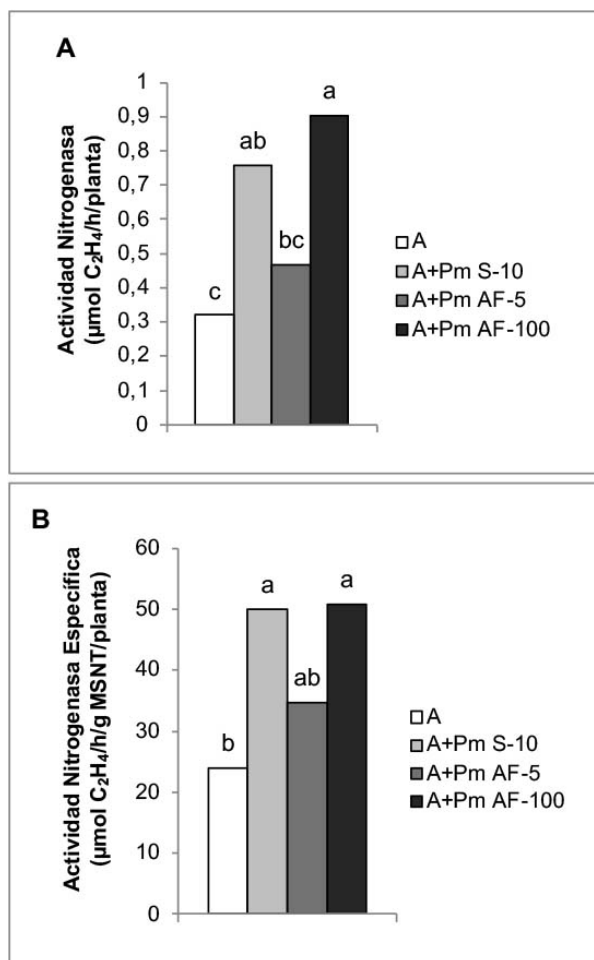 A
Actividad Nitrogenasa
(µmol C₂H₄/h/planta)
1
0,9
0,8
0,7
0,6
0,5
0,4
0,3
0,2
0,1
0
c
ab
bc
a
A
A+Pm S-10
A+Pm AF-5
A+Pm AF-100
B
Actividad Nitrogenasa Específica
(µmol C₂H₄/h/g MSNT/planta)
60
50
40
30
20
10
0
b
a
ab
a
A
A+Pm S-10
A+Pm AF-5
A+Pm AF-100